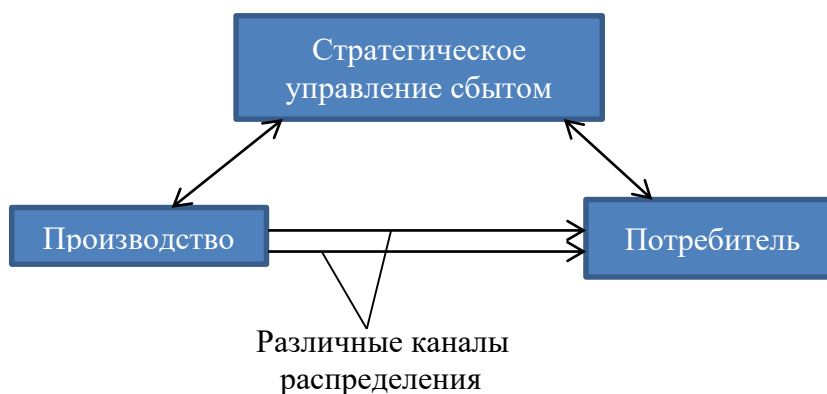 Стратегическое
управление сбытом
Производство
Потребитель
Различные каналы
распределения